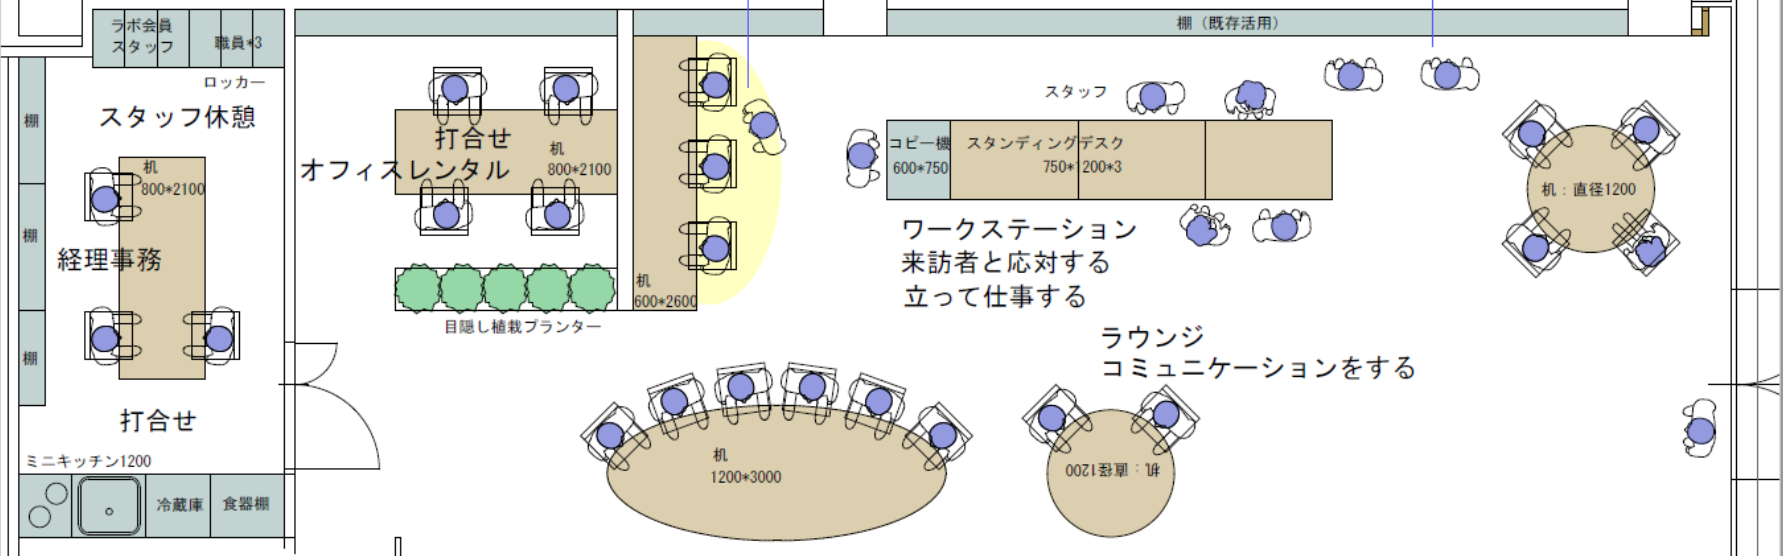 ラボ会員
スタッフ
職員*3
ロッカー
棚
スタッフ休憩
机
800*2100
棚
経理事務
棚
打合せ
ミニキッチン1200
冷蔵庫
食器棚
打合せ
オフィスレンタル
机
800*2100
目隠し植栽プランター
机
600*2600
棚（既存活用）
スタッフ
コピー機
600*750
スタンディングデスク
750*1200*3
ワークステーション
来訪者と応対する
立って仕事する
机：直径1200
ラウンジ
コミュニケーションをする
机
1200*3000
机：直径1200